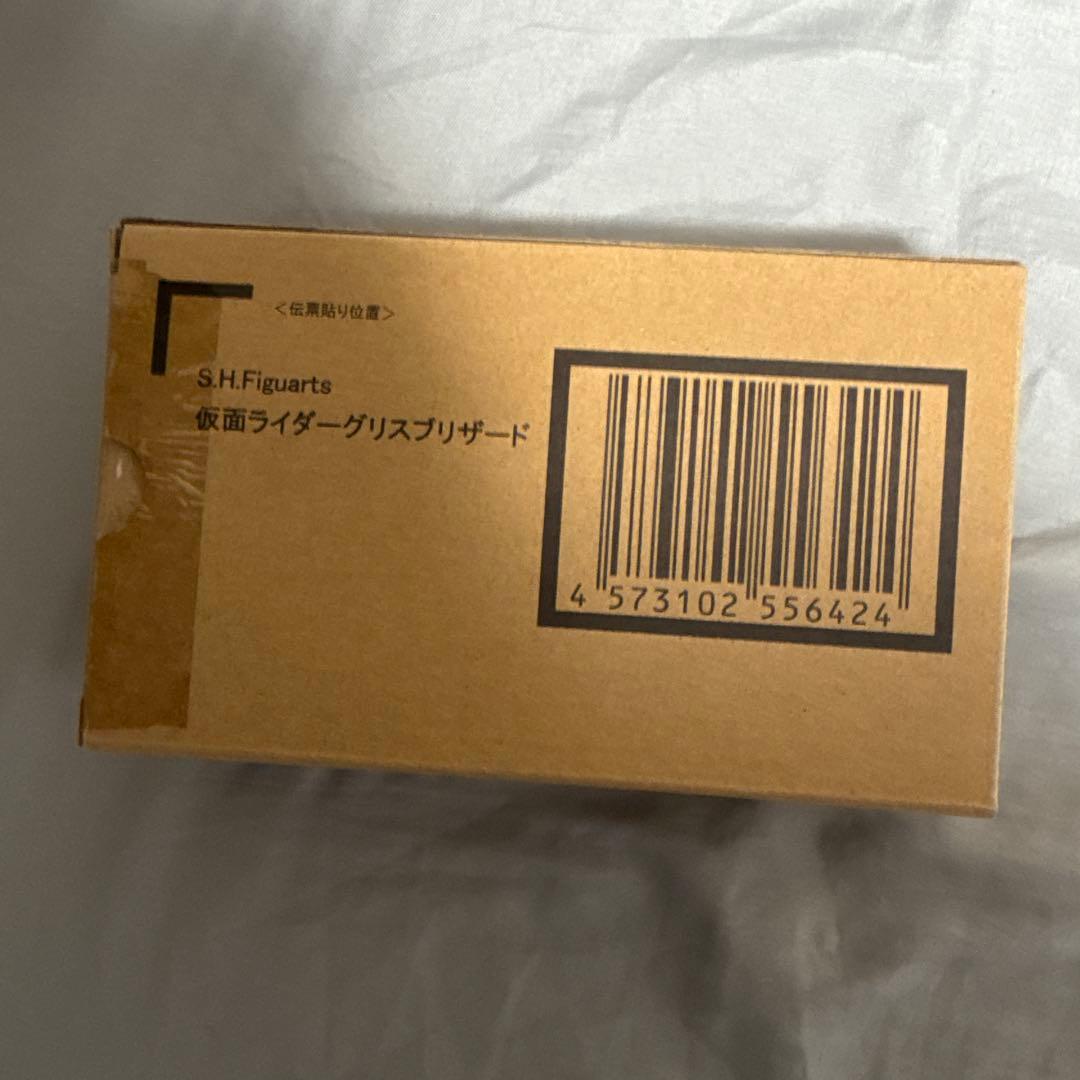 ＜伝票貼り位置＞
S.H.Figuarts
仮面ライダーグリスブリザード
4 573102 556424